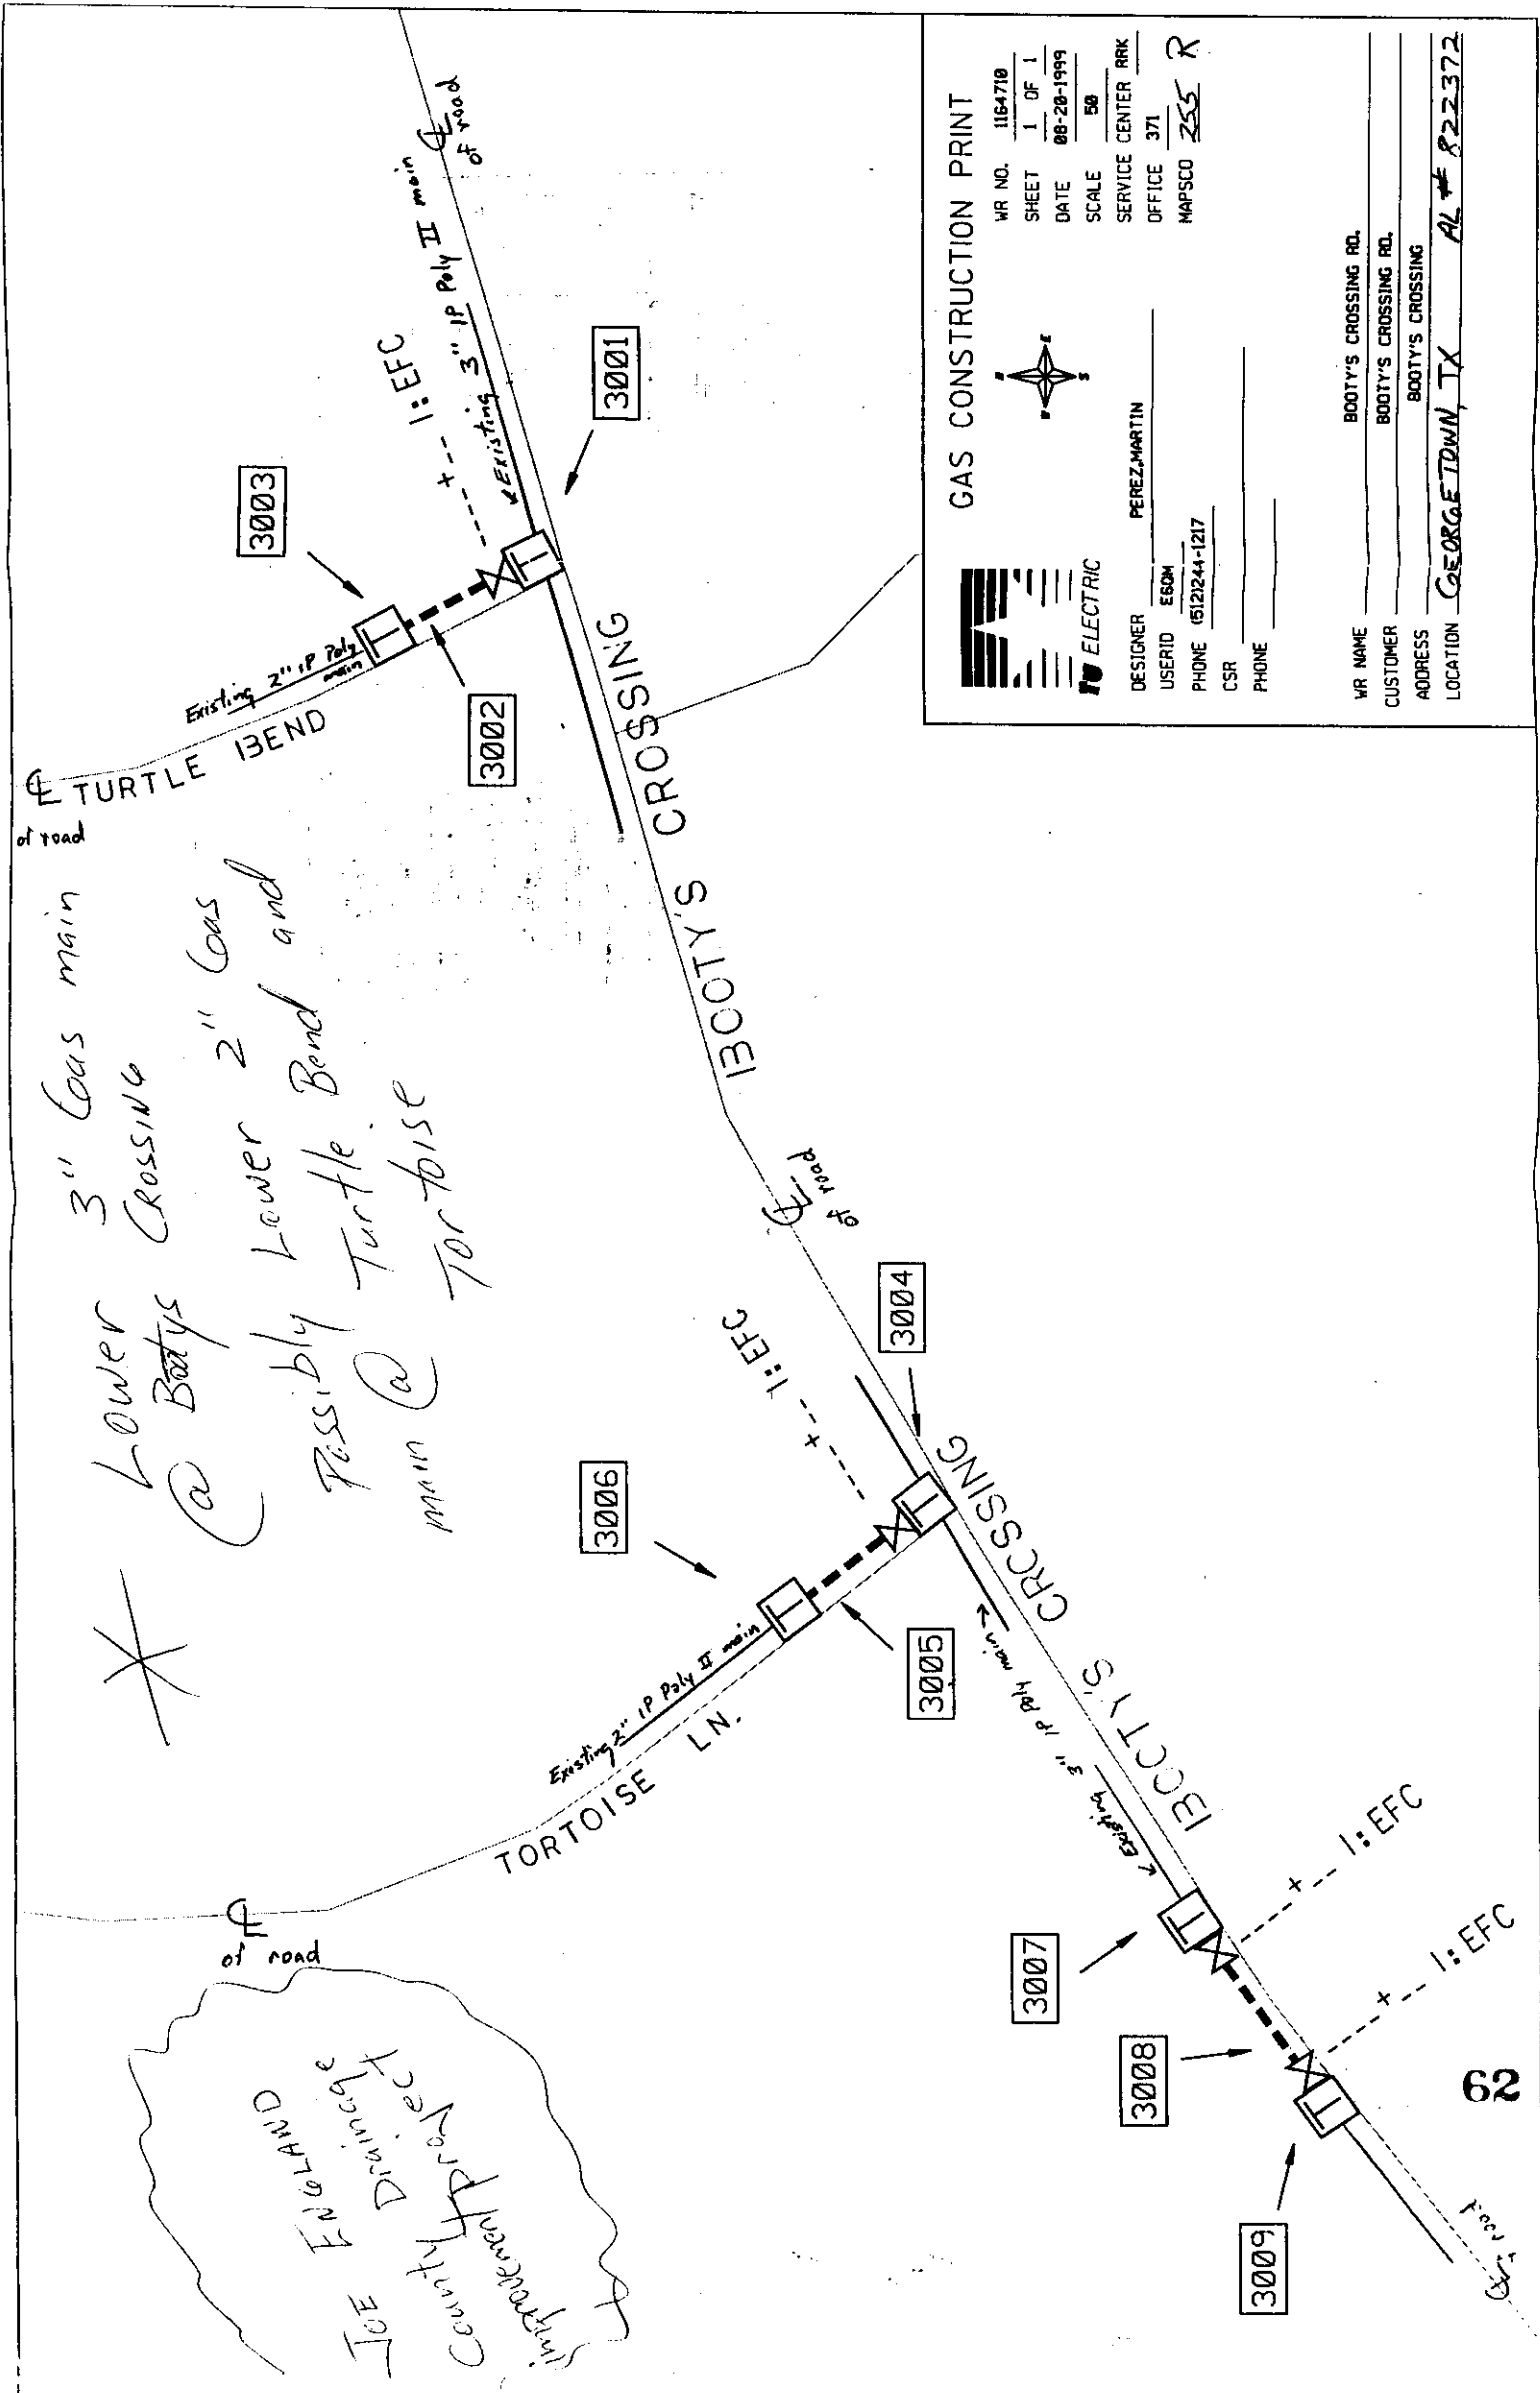 ℄ TURTLE BEND
of road
Existing 2" IP Poly
main
3003
3002
1:EFC
Existing 3" IP Poly II main
℄
of road
3001
BOOTY'S CROSSING
* Lower 3" Gas main
@ Bootys CROSSING
Possibly Lower 2" Gas
main @ Turtle Bend and
Tortoise
℄
of road
JOE ENGLAND
County Drainage
improvement project
℄
of road
TORTOISE LN.
Existing 2" IP Poly II main
3006
3005
1:EFC
3004
BOOTY'S CROSSING
Existing 3" IP Poly main
3007
3008
3009
1:EFC
1:EFC
℄ of road
62
GAS CONSTRUCTION PRINT
TU ELECTRIC
N
W E
S
WR NO. 1164710
SHEET 1 OF 1
DATE 08-20-1999
SCALE 50
SERVICE CENTER RRK
OFFICE 371
MAPSCO 255 R
DESIGNER PEREZ,MARTIN
USERID E6QM
PHONE (512)244-1217
CSR
PHONE
WR NAME BOOTY'S CROSSING RD.
CUSTOMER BOOTY'S CROSSING RD.
ADDRESS BOOTY'S CROSSING
LOCATION GEORGETOWN, TX AL # 822372